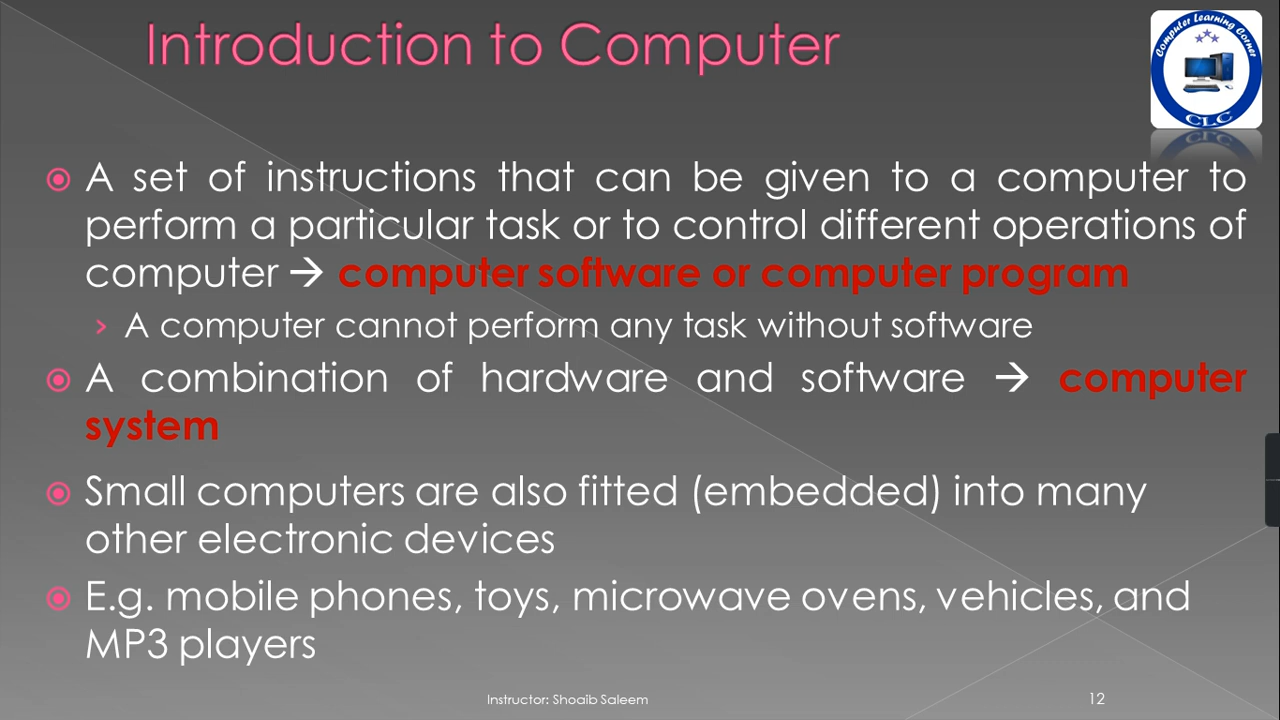 Introduction to Computer
Computer Learning Corner
CLC
A set of instructions that can be given to a computer to
perform a particular task or to control different operations of
computer → computer software or computer program
› A computer cannot perform any task without software
A combination of hardware and software → computer
system
Small computers are also fitted (embedded) into many
other electronic devices
E.g. mobile phones, toys, microwave ovens, vehicles, and
MP3 players
Instructor: Shoaib Saleem
12